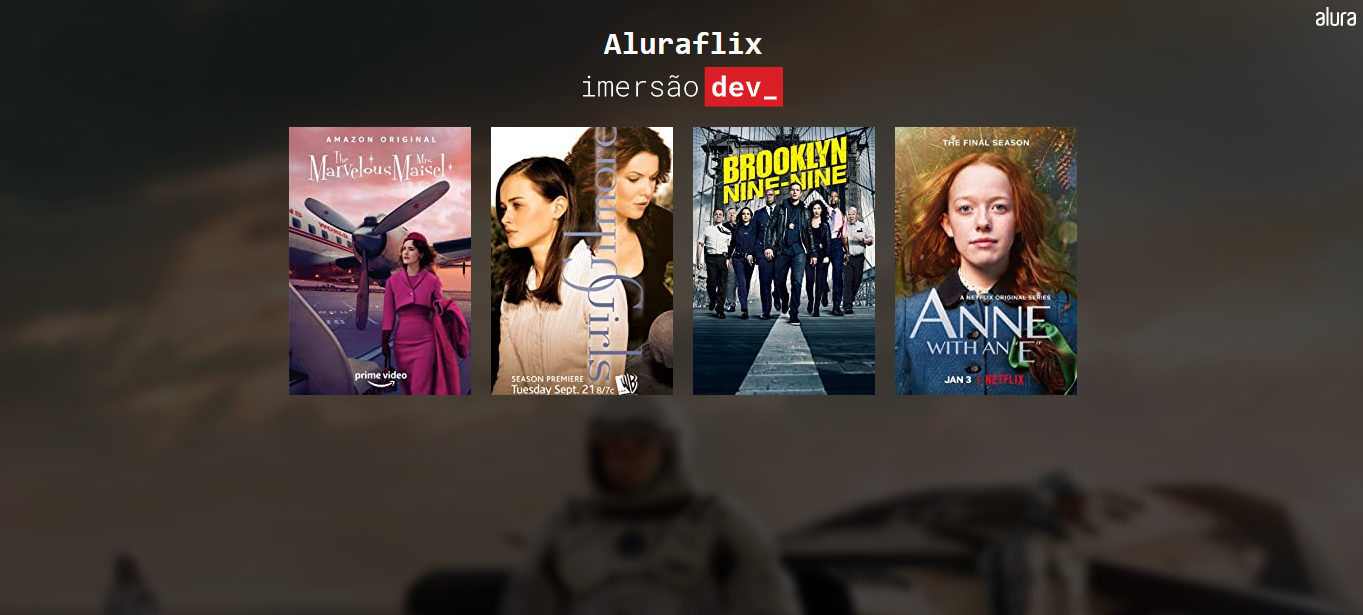 alura
Aluraflix
imersão dev_
AMAZON ORIGINAL
The Marvelous Mrs Maisel
prime video
Gilmore Girls
SEASON PREMIERE
Tuesday Sept. 21 8/7c WB
BROOKLYN
NINE-NINE
THE FINAL SEASON
A NETFLIX ORIGINAL SERIES
ANNE
WITH AN "E"
JAN 3 | NETFLIX